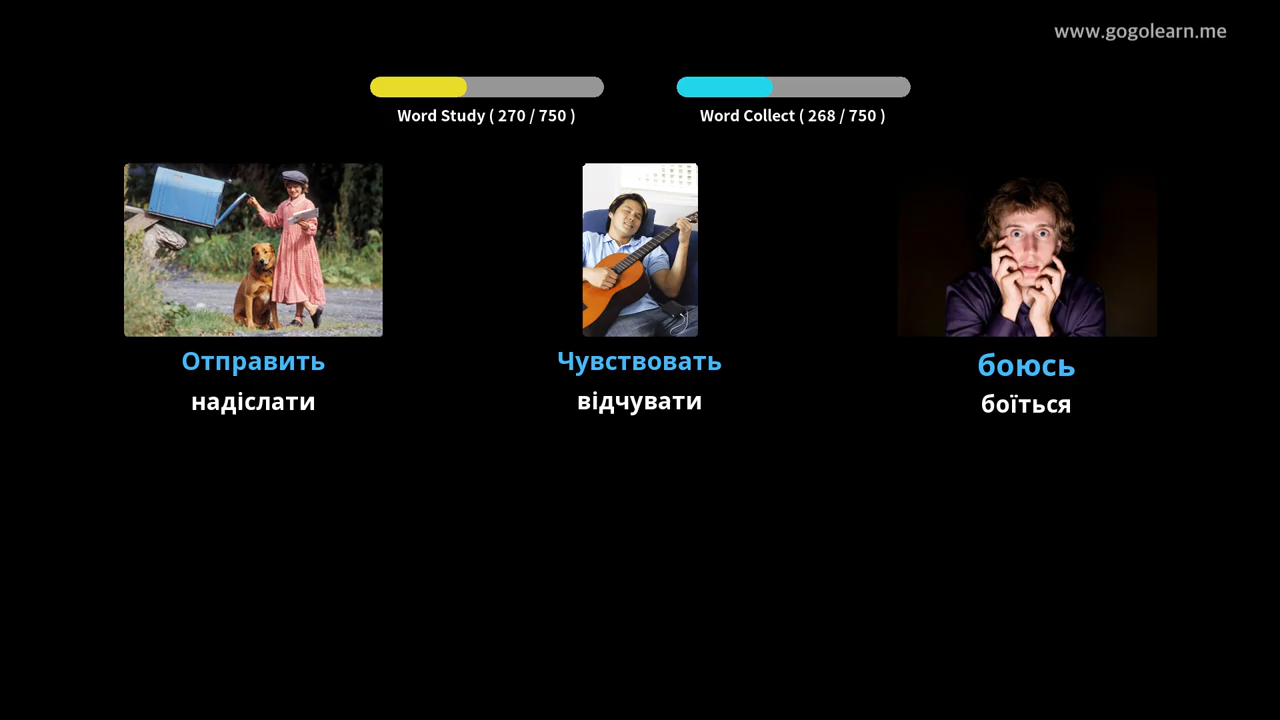 www.gogolearn.me
Word Study ( 270 / 750 )
Word Collect ( 268 / 750 )
Отправить
надіслати
Чувствовать
відчувати
боюсь
боїться